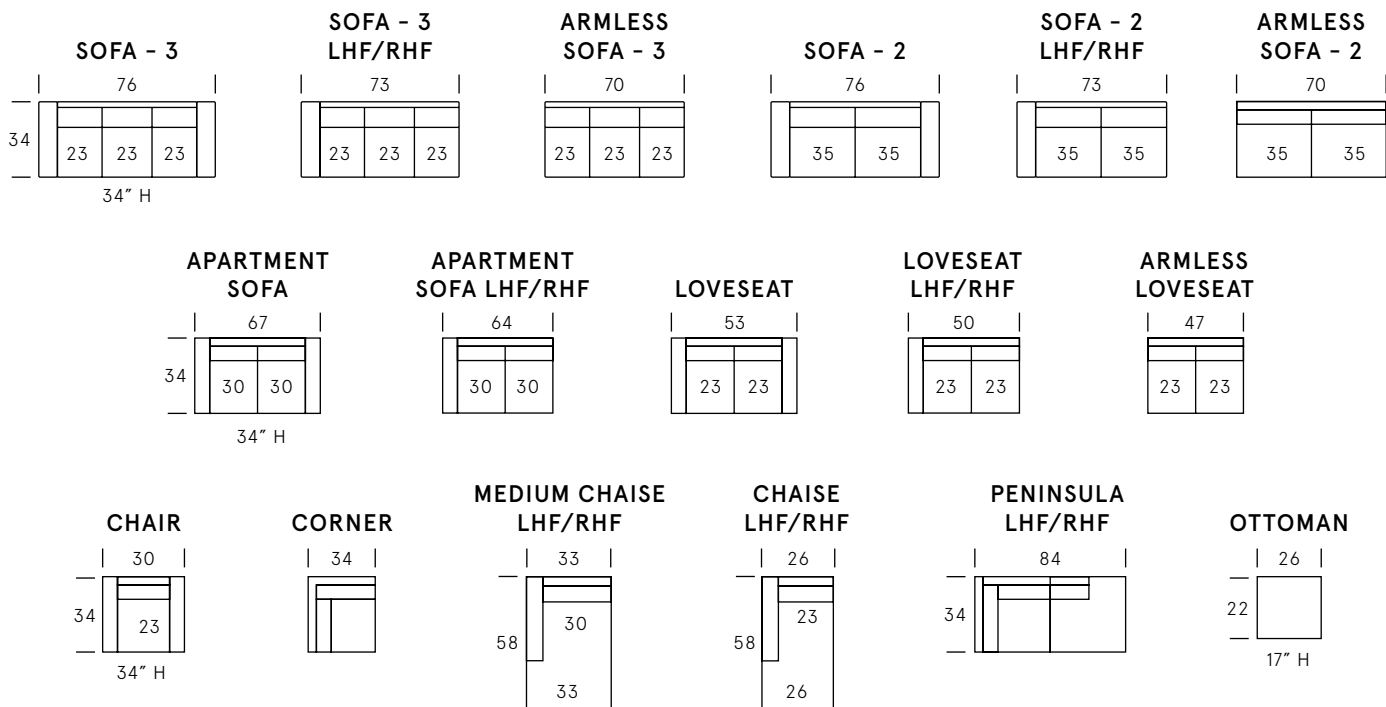 SOFA - 3
SOFA - 3
LHF/RHF
ARMLESS
SOFA - 3
SOFA - 2
SOFA - 2
LHF/RHF
ARMLESS
SOFA - 2
76
73
70
76
73
70
34
23 23 23
23 23 23
23 23 23
35 35
35 35
35 35
34″ H
APARTMENT
SOFA
APARTMENT
SOFA LHF/RHF
LOVESEAT
LOVESEAT
LHF/RHF
ARMLESS
LOVESEAT
67
64
53
50
47
34
30 30
30 30
23 23
23 23
23 23
34″ H
CHAIR
CORNER
MEDIUM CHAISE
LHF/RHF
CHAISE
LHF/RHF
PENINSULA
LHF/RHF
OTTOMAN
30
34
33
26
84
26
34
23
34″ H
58
30
33
58
23
26
34
22
17″ H